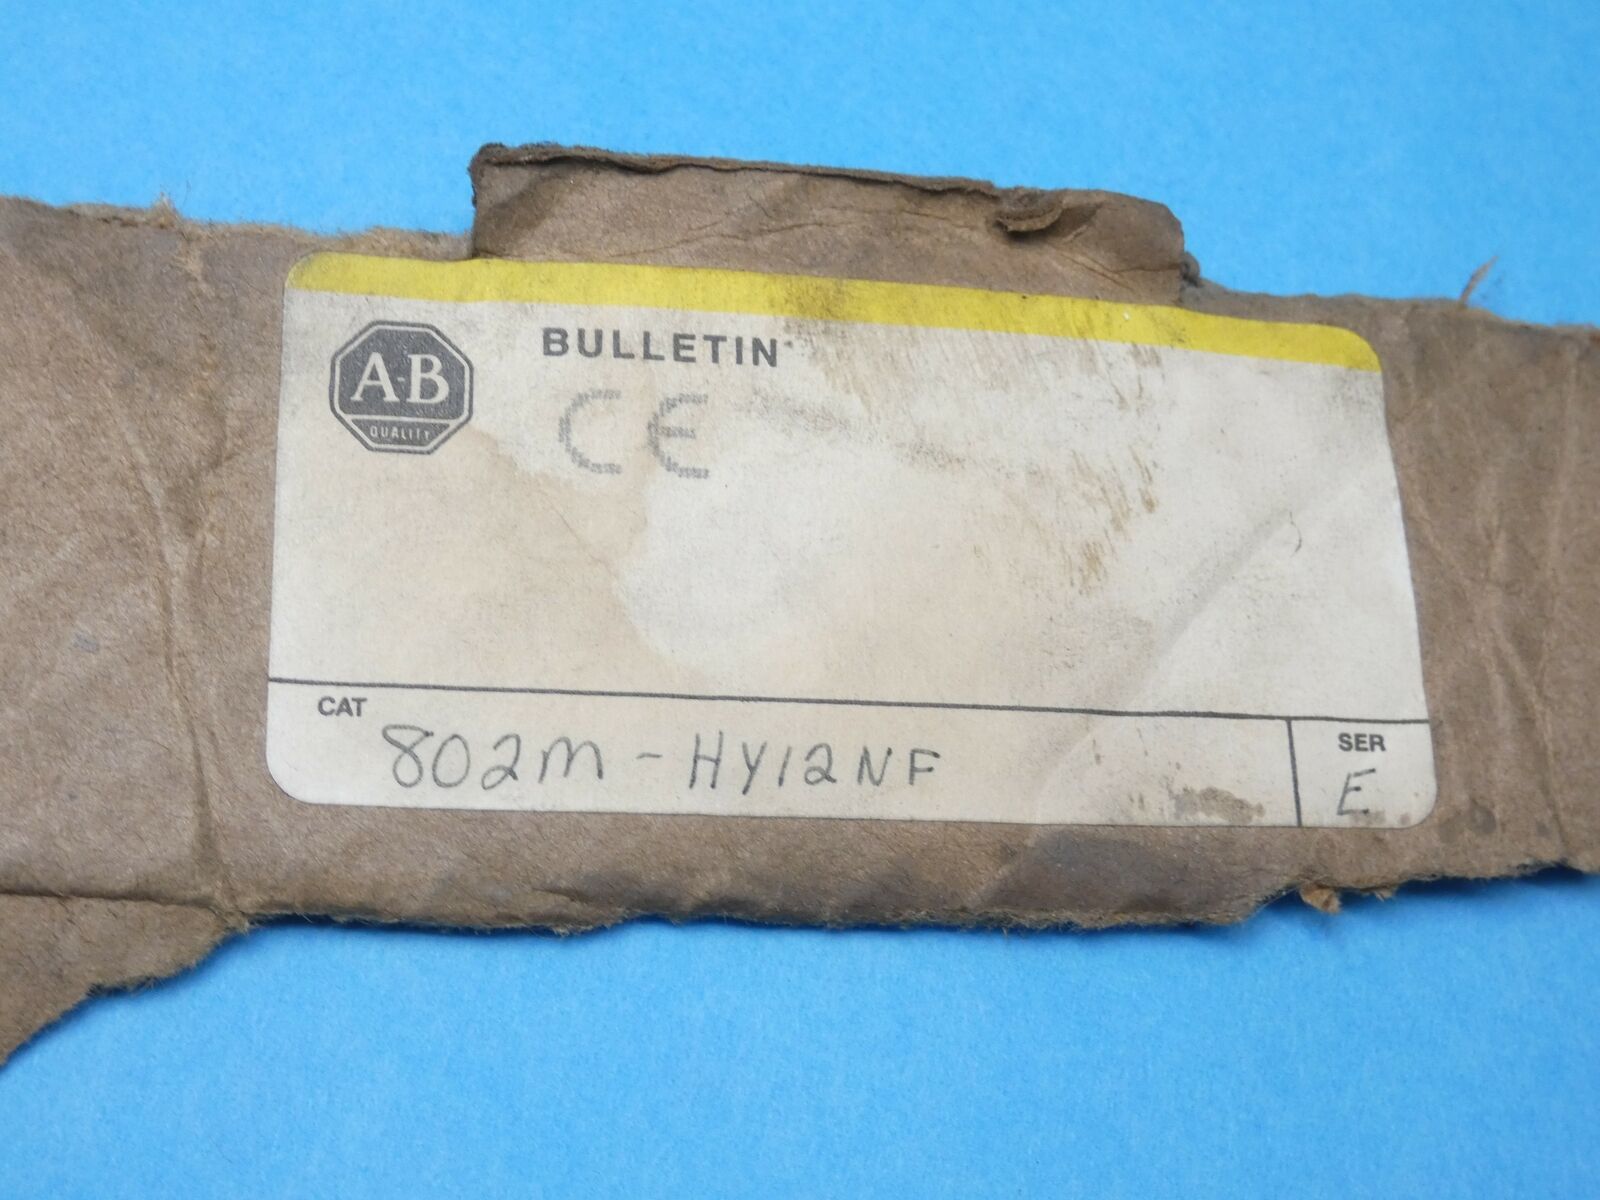 A-B
QUALITY
BULLETIN
CE
CAT
802M-HY12NF
SER
E